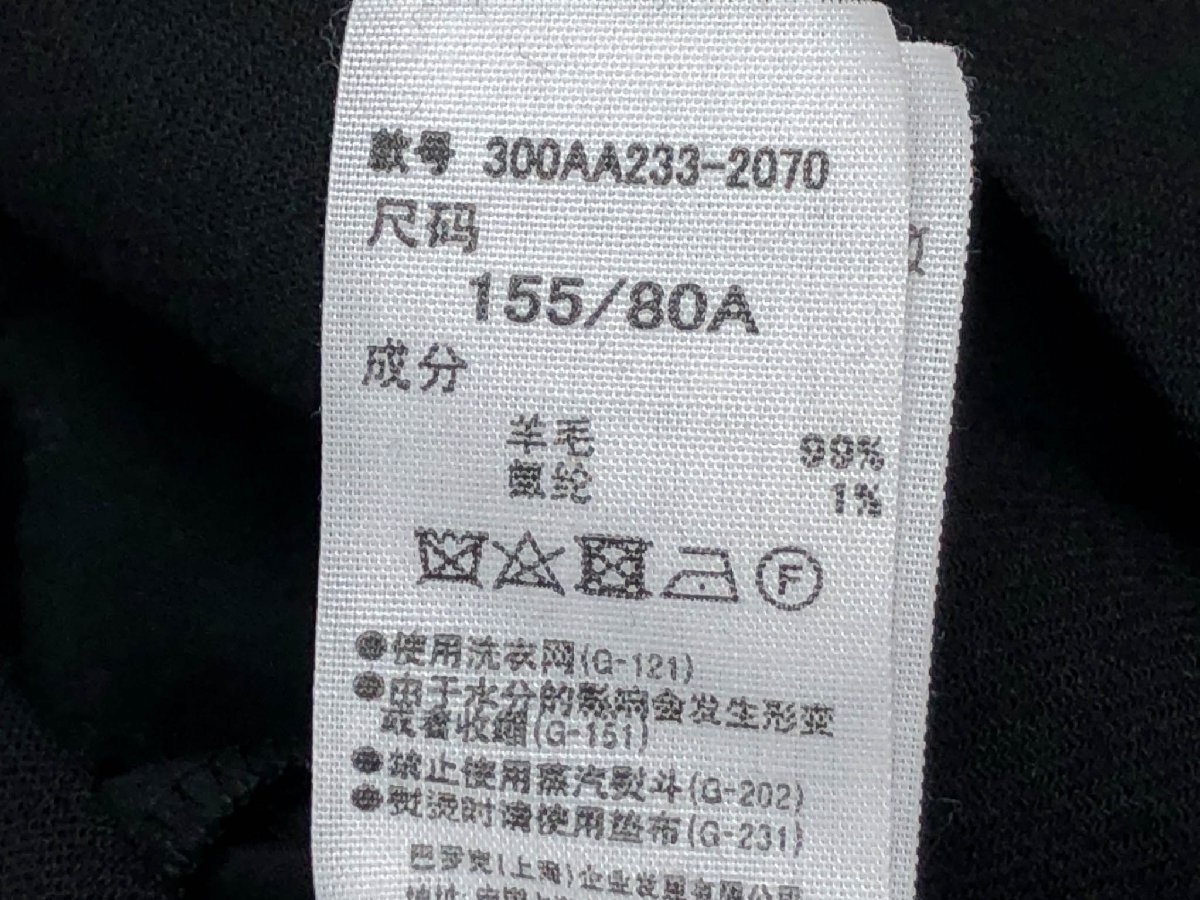 款号 300AA233-2070
尺码
155/80A
成分
羊毛 99%
氨纶 1%
F
●使用洗衣网(G-121)
●由于水分的影响会发生形变
或者收缩(G-151)
●禁止使用蒸汽熨斗(G-202)
●熨烫时请使用垫布(G-231)
巴罗克(上海)企业发展有限公司
地址: